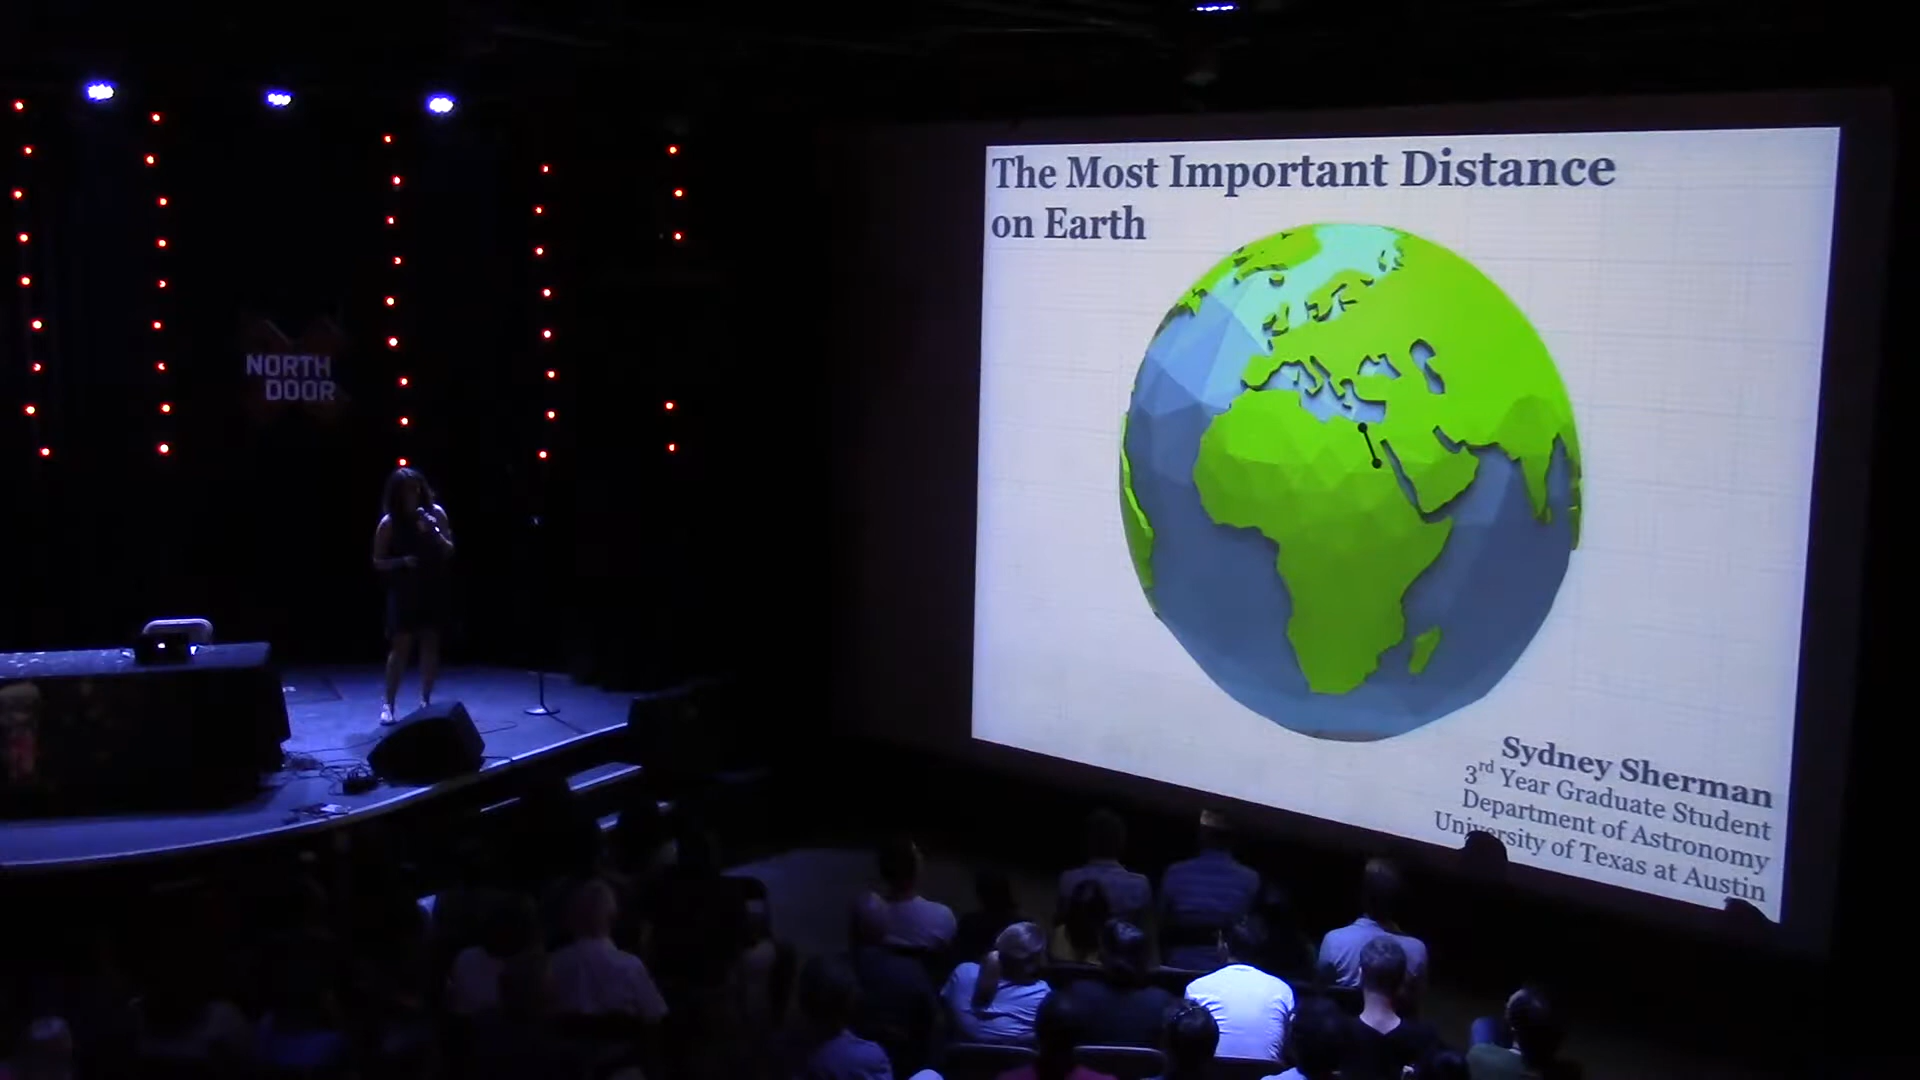 NORTH
DOOR
The Most Important Distance
on Earth
Sydney Sherman
3rd Year Graduate Student
Department of Astronomy
University of Texas at Austin